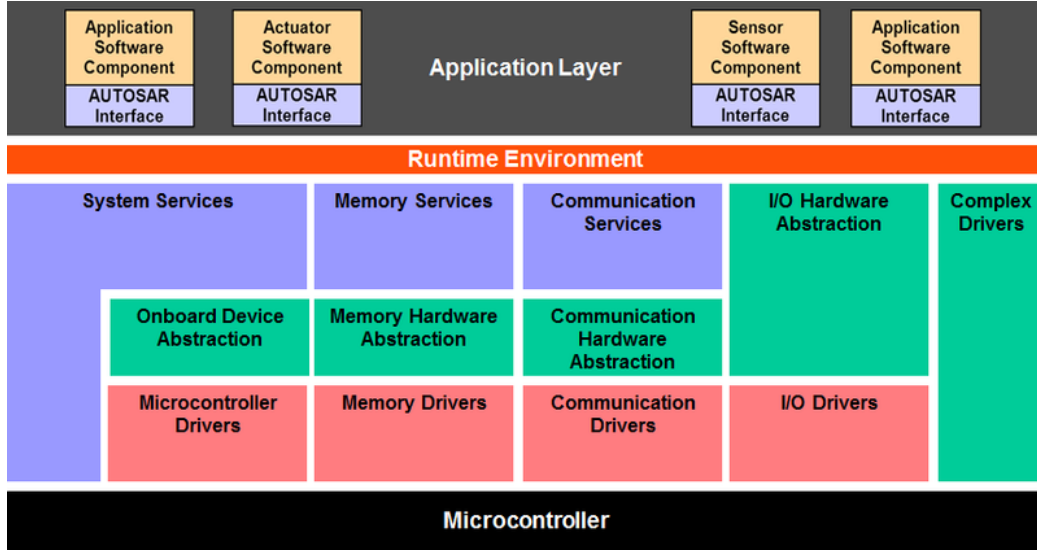 Application
Software
Component
AUTOSAR
Interface
Actuator
Software
Component
AUTOSAR
Interface
Application Layer
Sensor
Software
Component
AUTOSAR
Interface
Application
Software
Component
AUTOSAR
Interface
Runtime Environment
System Services
Memory Services
Communication
Services
I/O Hardware
Abstraction
Complex
Drivers
Onboard Device
Abstraction
Memory Hardware
Abstraction
Communication
Hardware
Abstraction
Microcontroller
Drivers
Memory Drivers
Communication
Drivers
I/O Drivers
Microcontroller